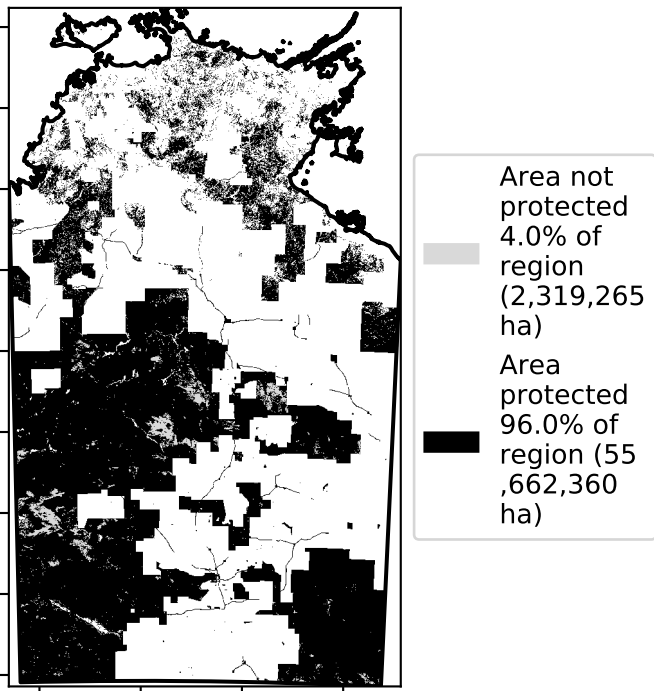 Area not
protected
4.0% of
region
(2,319,265
ha)
Area
protected
96.0% of
region (55
,662,360
ha)